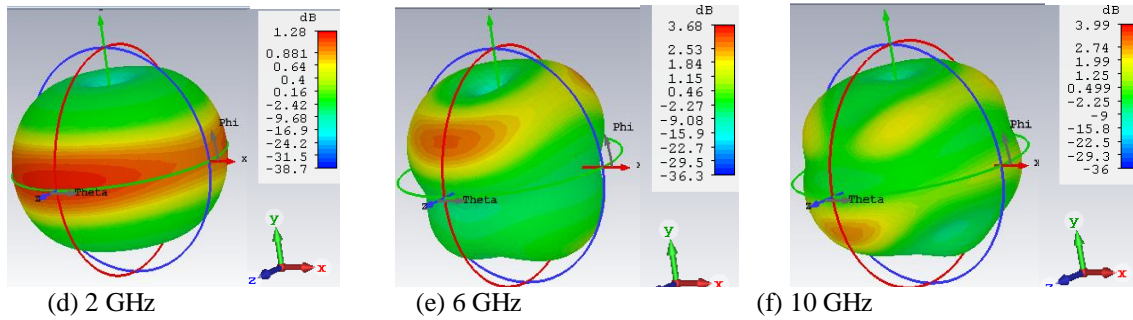 dB
1.28
0.881
0.64
0.4
-0.16
-2.42
-9.68
-16.9
-24.2
-31.5
-38.7
Phi
x
Theta
z
y
x
z
(d) 2 GHz
dB
3.68
2.53
1.84
1.15
0.46
-2.27
-9.08
-15.9
-22.7
-29.5
-36.3
Phi
x
Theta
z
y
x
z
(e) 6 GHz
dB
3.99
2.74
1.99
1.25
0.499
-2.25
-9
-15.8
-22.5
-29.3
-36
Phi
x
Theta
z
y
x
z
(f) 10 GHz